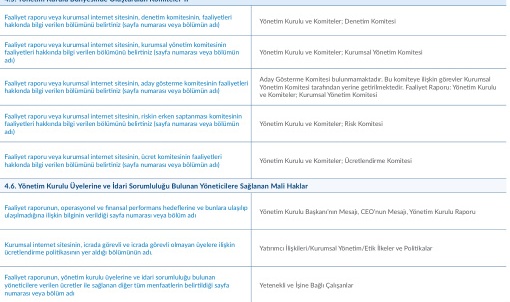 4.5. Yönetim Kurulu Bünyesinde Oluşturulan Komiteler-II
Faaliyet raporu veya kurumsal internet sitesinin, denetim komitesinin, faaliyetleri
hakkında bilgi verilen bölümünü belirtiniz (sayfa numarası veya bölümün adı)
Yönetim Kurulu ve Komiteler; Denetim Komitesi
Faaliyet raporu veya kurumsal internet sitesinin, kurumsal yönetim komitesinin
faaliyetleri hakkında bilgi verilen bölümünü belirtiniz (sayfa numarası veya bölümün
adı)
Yönetim Kurulu ve Komiteler; Kurumsal Yönetim Komitesi
Faaliyet raporu veya kurumsal internet sitesinin, aday gösterme komitesinin faaliyetleri
hakkında bilgi verilen bölümünü belirtiniz (sayfa numarası veya bölümün adı)
Aday Gösterme Komitesi bulunmamaktadır. Bu komiteye ilişkin görevler Kurumsal
Yönetim Komitesi tarafından yerine getirilmektedir. Faaliyet Raporu: Yönetim Kurulu
ve Komiteler; Kurumsal Yönetim Komitesi
Faaliyet raporu veya kurumsal internet sitesinin, riskin erken saptanması komitesinin
faaliyetleri hakkında bilgi verilen bölümünü belirtiniz (sayfa numarası veya bölümün
adı)
Yönetim Kurulu ve Komiteler; Risk Komitesi
Faaliyet raporu veya kurumsal internet sitesinin, ücret komitesinin faaliyetleri
hakkında bilgi verilen bölümünü belirtiniz (sayfa numarası veya bölümün adı)
Yönetim Kurulu ve Komiteler; Ücretlendirme Komitesi
4.6. Yönetim Kurulu Üyelerine ve İdari Sorumluluğu Bulunan Yöneticilere Sağlanan Mali Haklar
Faaliyet raporunun, operasyonel ve finansal performans hedeflerine ve bunlara ulaşılıp
ulaşılmadığına ilişkin bilginin verildiği sayfa numarası veya bölüm adı
Yönetim Kurulu Başkanı'nın Mesajı, CEO'nun Mesajı, Yönetim Kurulu Raporu
Kurumsal internet sitesinin, icrada görevli ve icrada görevli olmayan üyelere ilişkin
ücretlendirme politikasının yer aldığı bölümünün adı.
Yatırımcı İlişkileri/Kurumsal Yönetim/Etik İlkeler ve Politikalar
Faaliyet raporunun, yönetim kurulu üyelerine ve idari sorumluluğu bulunan
yöneticilere verilen ücretler ile sağlanan diğer tüm menfaatlerin belirtildiği sayfa
numarası veya bölüm adı
Yetenekli ve İşine Bağlı Çalışanlar